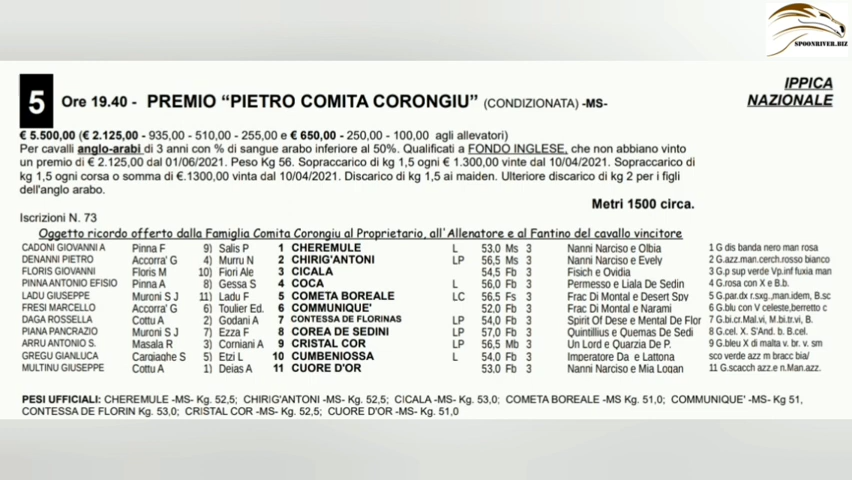 SPOONRIVER.BIZ
5 Ore 19.40 - PREMIO “PIETRO COMITA CORONGIU” (CONDIZIONATA) -MS-
IPPICA
NAZIONALE
€ 5.500,00 (€ 2.125,00 - 935,00 - 510,00 - 255,00 e € 650,00 - 250,00 - 100,00 agli allevatori)
Per cavalli anglo-arabi di 3 anni con % di sangue arabo inferiore al 50%. Qualificati a FONDO INGLESE, che non abbiano vinto
un premio di € 2.125,00 dal 01/06/2021. Peso Kg 56. Sopraccarico di kg 1,5 ogni € 1.300,00 vinte dal 10/04/2021. Sopraccarico di
kg 1,5 ogni corsa o somma di €.1300,00 vinta dal 10/04/2021. Discarico di kg 1,5 ai maiden. Ulteriore discarico di kg 2 per i figli
dell'anglo arabo.
Metri 1500 circa.
Iscrizioni N. 73
Oggetto ricordo offerto dalla Famiglia Comita Corongiu al Proprietario, all'Allenatore e al Fantino del cavallo vincitore
CADONI GIOVANNI A Pinna F 9) Salis P 1 CHEREMULE L 53,0 Ms 3 Nanni Narciso e Olbia 1 G dis banda nero man rosa
DENANNI PIETRO Accorra' G 4) Murru N 2 CHIRIG'ANTONI LP 56,5 Ms 3 Nanni Narciso e Evely 2 G.azz.man.cerch.rosso bianco
FLORIS GIOVANNI Floris M 10) Fiori Ale 3 CICALA 54,5 Fb 3 Fisich e Ovidia 3 G.p sup verde Vp.inf fuxia man
PINNA ANTONIO EFISIO Pinna A 8) Gessa S 4 COCA L 56,0 Fb 3 Permesso e Liala De Sedin 4 G.rosa con X e B.b.
LADU GIUSEPPE Muroni S J 11) Ladu F 5 COMETA BOREALE LC 56,5 Fs 3 Frac Di Montal e Desert Spy 5 G.par.dx r.sxg.,man.idem, B.sc
FRESI MARCELLO Accorra' G 6) Toulier Ed. 6 COMMUNIQUE' 52,0 Fb 3 Frac Di Montal e Narami 6 G.blu con V celeste,berretto c
DAGA ROSSELLA Cottu A 2) Godani A 7 CONTESSA DE FLORINAS LP 54,0 Fb 3 Spirit Of Dese e Mental De Flor 7 G.bi.cr.Mal.vi, M.bi.tr.vi, B.
PIANA PANCRAZIO Muroni S J 7) Ezza F 8 COREA DE SEDINI LP 57,0 Fb 3 Quintillius e Quemas De Sedi 8 G.cel. X. S'And. b. B.cel.
ARRU ANTONIO S. Masala R 3) Corniani A 9 CRISTAL COR LP 56,5 Mb 3 Un Lord e Quarzia De P. 9 G.bleu X di malta v. br. v. sm
GREGU GIANLUCA Cargiaghe S 5) Etzi L 10 CUMBENIOSSA L 54,0 Fb 3 Imperatore Da e Lattona sco verde azz m bracc bia/
MULTINU GIUSEPPE Cottu A 1) Deias A 11 CUORE D'OR 53.0 Fb 3 Nanni Narciso e Mia Logan 11 G.scacch azz.e n.Man.azz.
PESI UFFICIALI: CHEREMULE -MS- Kg. 52,5; CHIRIG'ANTONI -MS- Kg. 52,5; CICALA -MS- Kg. 53,0; COMETA BOREALE -MS Kg. 51,0; COMMUNIQUE' -MS- Kg 51,
CONTESSA DE FLORIN Kg. 53,0; CRISTAL COR -MS- Kg. 52,5; CUORE D'OR -MS- Kg. 51,0